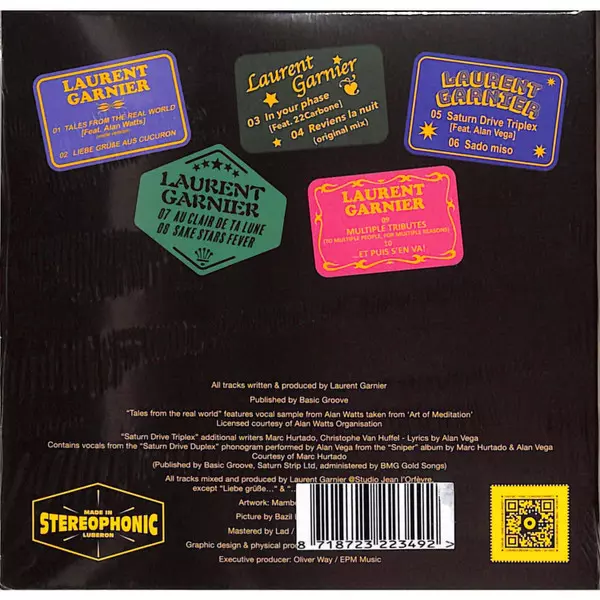 LAURENT
GARNIER
01 TALES FROM THE REAL WORLD
[Feat. Alan Watts]
02 LIEBE GRÜßE AUS CUCURON
Laurent
Garnier
03 In your phase
[Feat. 22Carbone]
04 Reviens la nuit
(original mix)
LAURENT
GARNIER
05 Saturn Drive Triplex
[Feat. Alan Vega]
06 Sado miso
LAURENT
GARNIER
07 AU CLAIR DE TA LUNE
08 SAKE STARS FEVER
LAURENT
GARNIER
09
MULTIPLE TRIBUTES
(TO MULTIPLE PEOPLE, FOR MULTIPLE REASONS)
10
...ET PUIS S'EN VA!
All tracks written & produced by Laurent Garnier
Published by Basic Groove
"Tales from the real world" features vocal sample from Alan Watts taken from 'Art of Meditation'
Licensed courtesy of Alan Watts Organisation
"Saturn Drive Triplex" additional writers Marc Hurtado, Christophe Van Huffel - Lyrics by Alan Vega
Contains vocals from the "Saturn Drive Duplex" phonogram performed by Alan Vega from the "Sniper" album by Marc Hurtado & Alan Vega
Courtesy of Marc Hurtado
(Published by Basic Groove, Saturn Strip Ltd, administered by BMG Gold Songs)
All tracks mixed and produced by Laurent Garnier @Studio Jean l'Orfèvre,
except "Liebe grüße..." & "..
Artwork: Mambo
Picture by Bazil
Mastered by Lad /
Graphic design & physical
Executive producer: Oliver Way / EPM Music
MADE IN
STEREOPHONIC
LUBERON
8 718723 223492 >